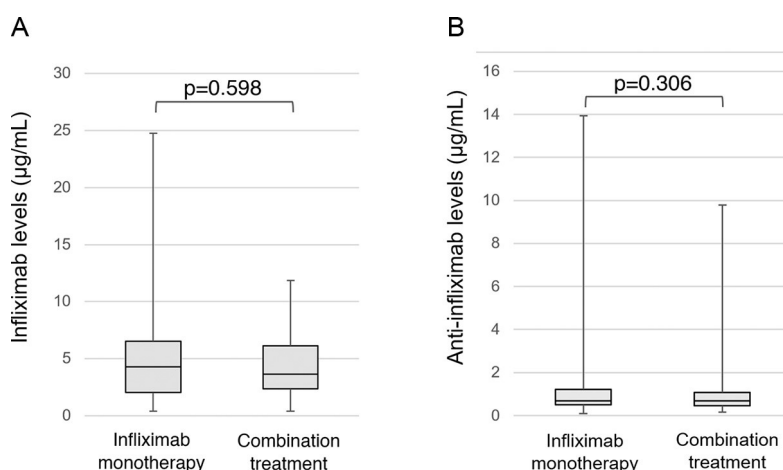 A
Infliximab levels (µg/mL)
30
25
20
15
10
5
0
p=0.598
Infliximab
monotherapy
Combination
treatment
B
Anti-infliximab levels (µg/mL)
16
14
12
10
8
6
4
2
0
p=0.306
Infliximab
monotherapy
Combination
treatment